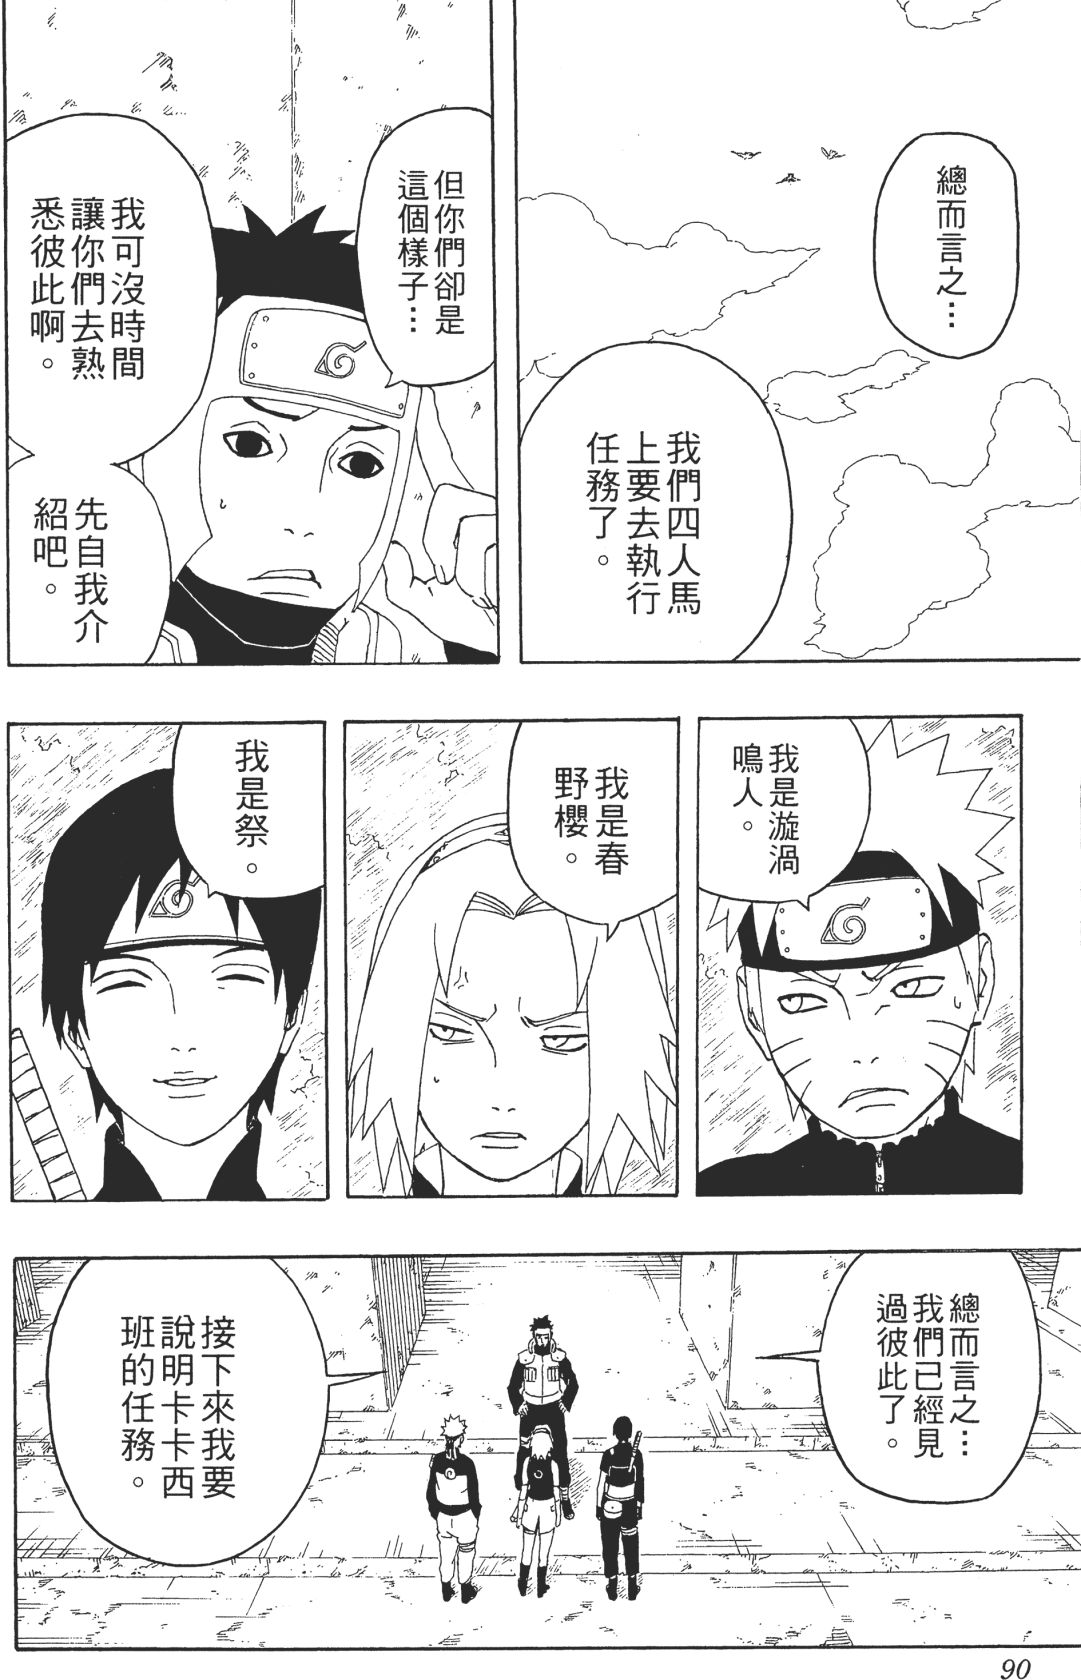 總而言之…
我們四人馬
上要去執行
任務了。
但你們卻是
這個樣子…
我可沒時間
讓你們去熟
悉彼此啊。
先自我介
紹吧。
我是漩渦
鳴人。
我是春
野櫻。
我是祭。
總而言之…
我們已經見
過彼此了。
接下來我要
說明卡卡西
班的任務。
90